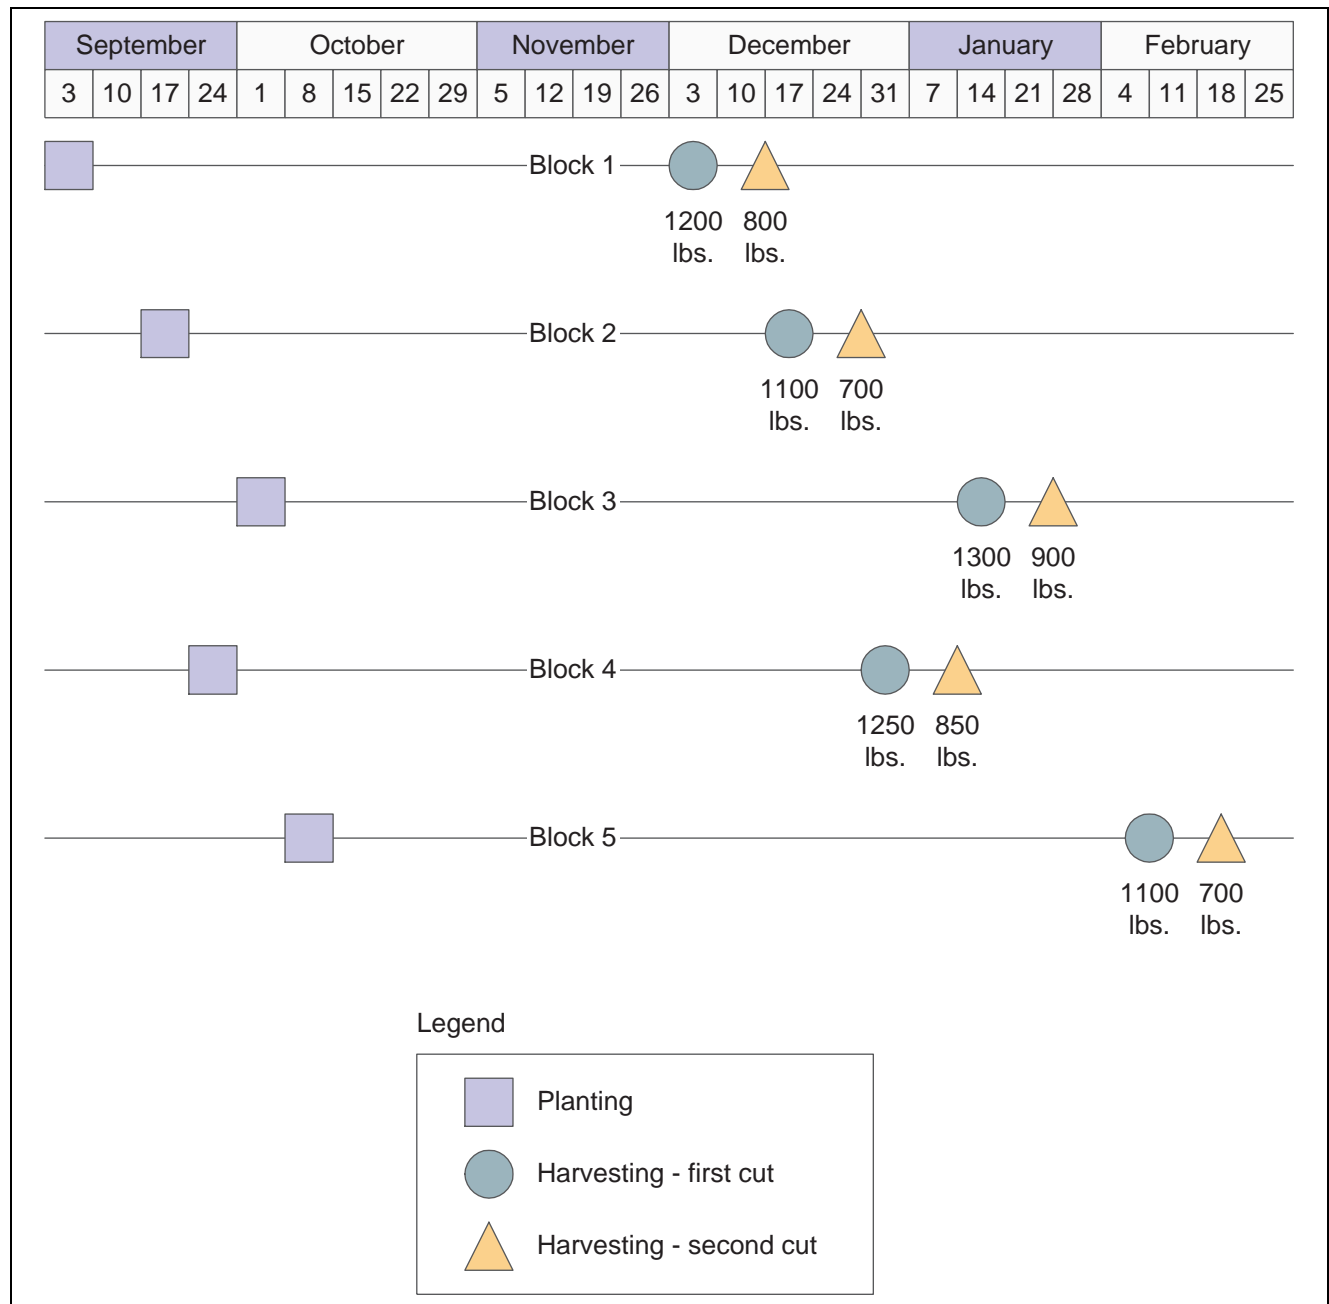 September October November December January February
3 10 17 24 1 8 15 22 29 5 12 19 26 3 10 17 24 31 7 14 21 28 4 11 18 25
Block 1
1200 800
lbs. lbs.
Block 2
1100 700
lbs. lbs.
Block 3
1300 900
lbs. lbs.
Block 4
1250 850
lbs. lbs.
Block 5
1100 700
lbs. lbs.
Legend
Planting
Harvesting - first cut
Harvesting - second cut